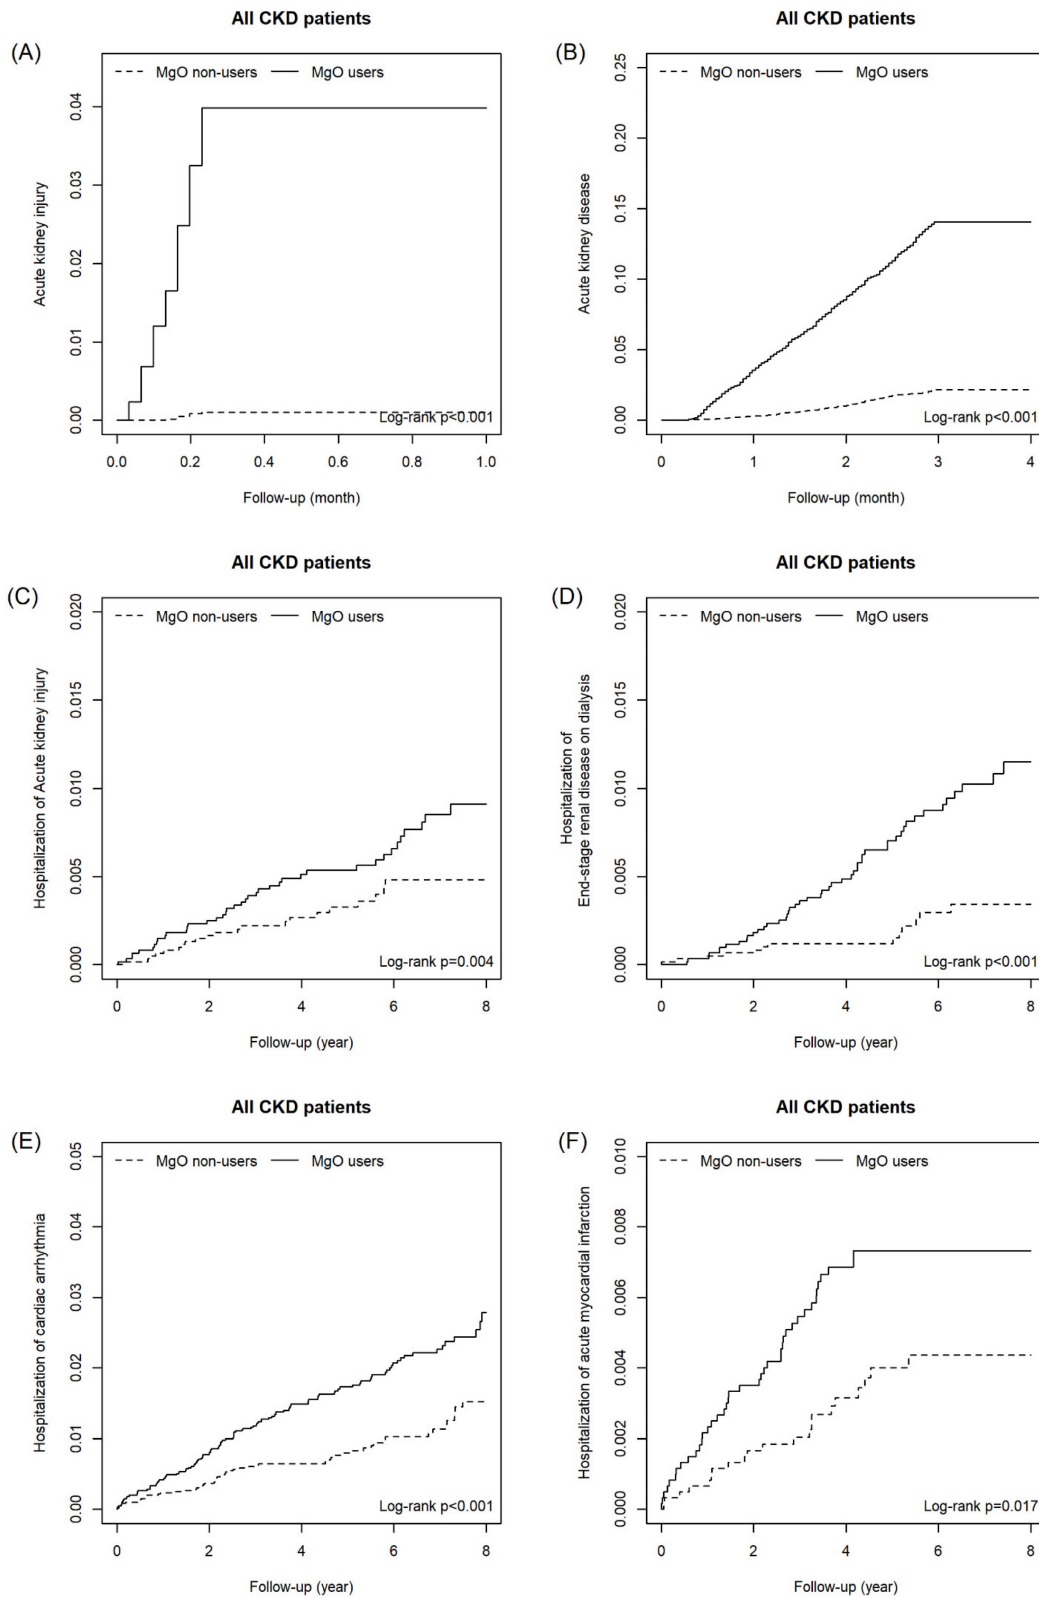 All CKD patients
(A)
MgO non-users MgO users
Acute kidney injury
0.04
0.03
0.02
0.01
0.00
Log-rank p<0.001
0.0 0.2 0.4 0.6 0.8 1.0
Follow-up (month)
All CKD patients
(B)
MgO non-users MgO users
Acute kidney disease
0.25
0.20
0.15
0.10
0.05
0.00
Log-rank p<0.001
0 1 2 3 4
Follow-up (month)
All CKD patients
(C)
MgO non-users MgO users
Hospitalization of Acute kidney injury
0.020
0.015
0.010
0.005
0.000
Log-rank p=0.004
0 2 4 6 8
Follow-up (year)
All CKD patients
(D)
MgO non-users MgO users
Hospitalization of
End-stage renal disease on dialysis
0.020
0.015
0.010
0.005
0.000
Log-rank p<0.001
0 2 4 6 8
Follow-up (year)
All CKD patients
(E)
MgO non-users MgO users
Hospitalization of cardiac arrhythmia
0.05
0.04
0.03
0.02
0.01
0.00
Log-rank p<0.001
0 2 4 6 8
Follow-up (year)
All CKD patients
(F)
MgO non-users MgO users
Hospitalization of acute myocardial infarction
0.010
0.008
0.006
0.004
0.002
0.000
Log-rank p=0.017
0 2 4 6 8
Follow-up (year)